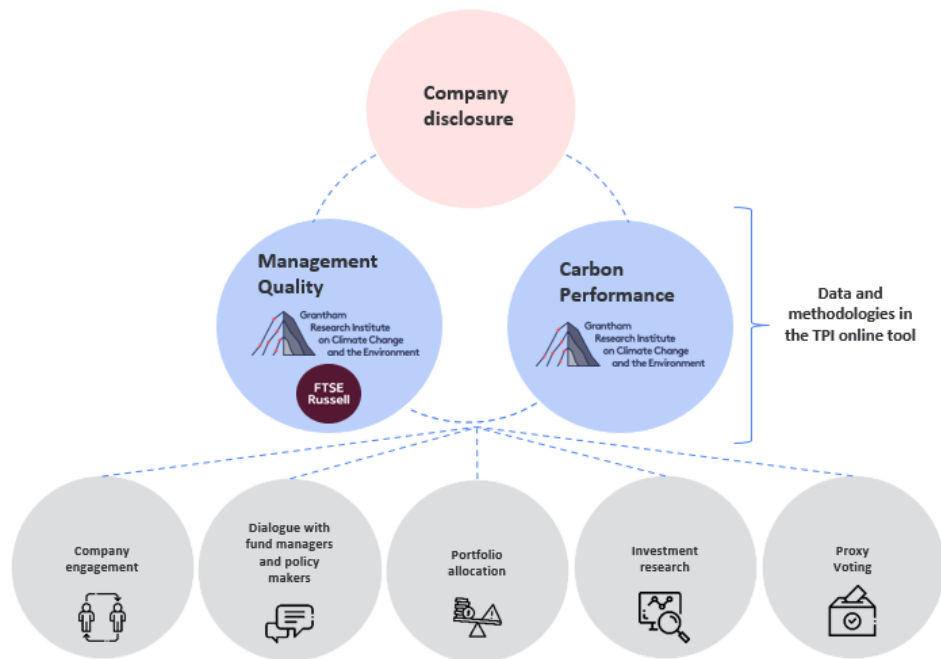 Company
disclosure
Management
Quality
Grantham
Research Institute
on Climate Change
and the Environment
FTSE
Russell
Carbon
Performance
Grantham
Research Institute
on Climate Change
and the Environment
Data and
methodologies in
the TPI online tool
Company
engagement
Dialogue with
fund managers
and policy
makers
Portfolio
allocation
Investment
research
Proxy
Voting